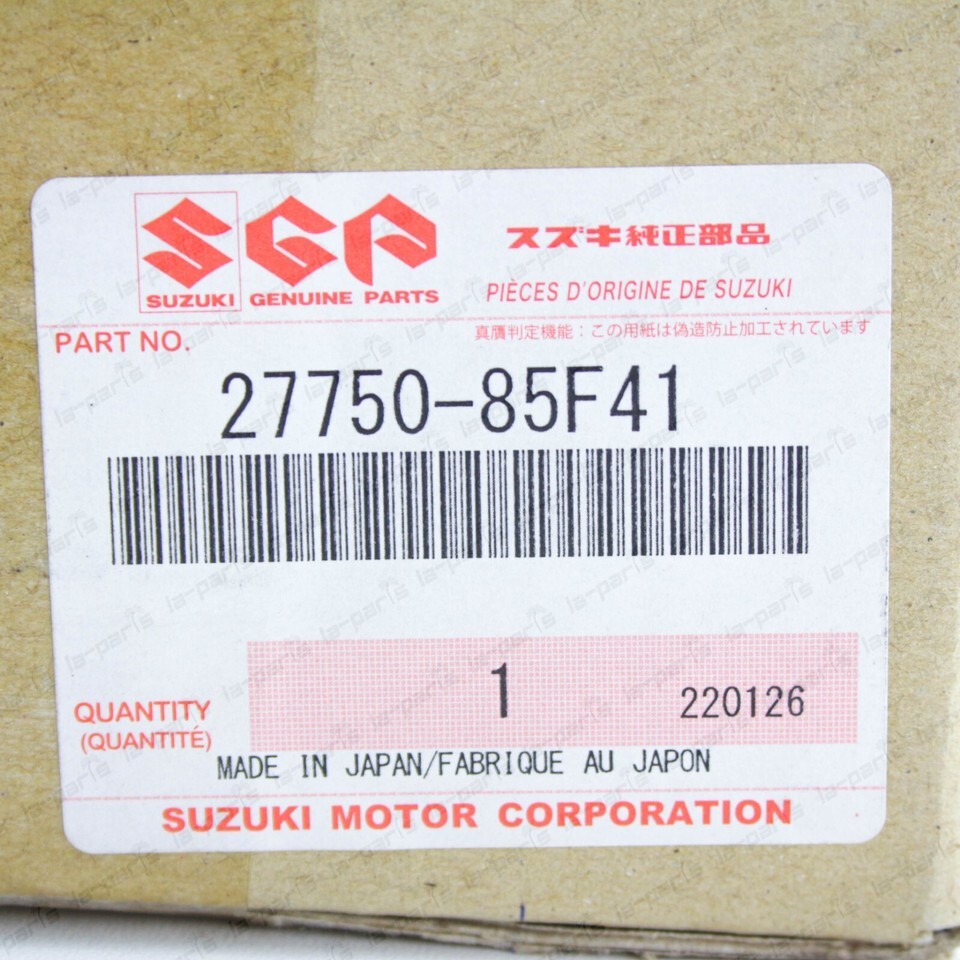 SUZUKI GENUINE PARTS
スズキ純正部品
PIÈCES D'ORIGINE DE SUZUKI
PART NO.
真贋判定機能：この用紙は偽造防止加工されています
27750-85F41
QUANTITY
(QUANTITÉ)
1
220126
MADE IN JAPAN/FABRIQUE AU JAPON
SUZUKI MOTOR CORPORATION
la-parts